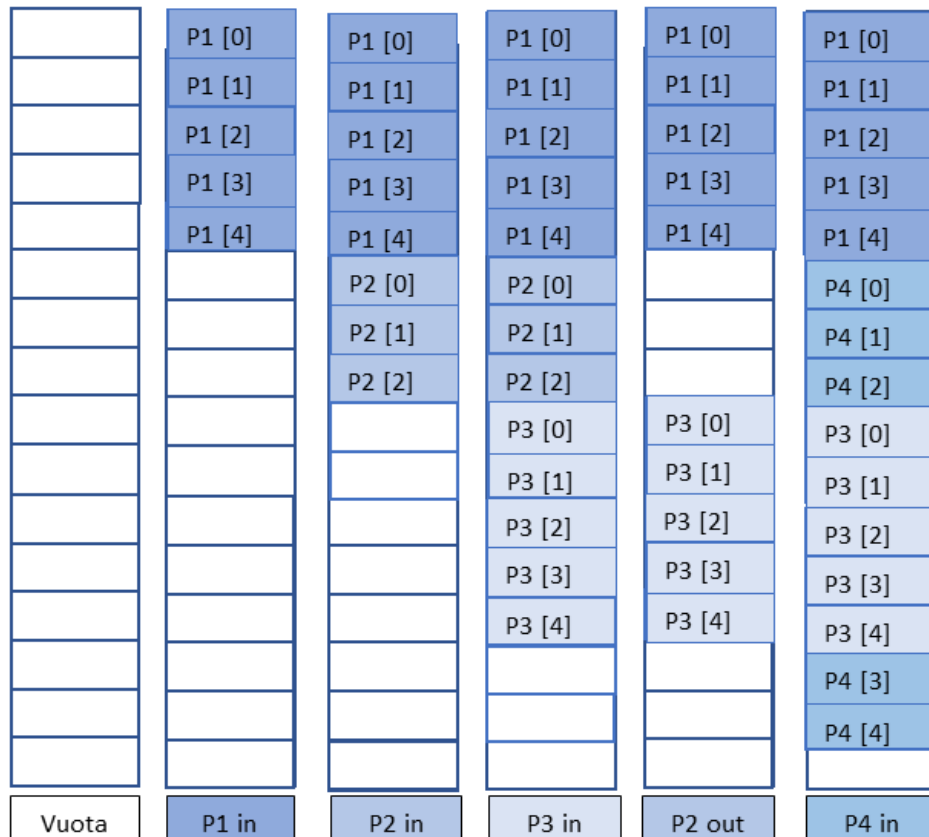 P1 [0] P1 [0] P1 [0] P1 [0] P1 [0]
P1 [1] P1 [1] P1 [1] P1 [1] P1 [1]
P1 [2] P1 [2] P1 [2] P1 [2] P1 [2]
P1 [3] P1 [3] P1 [3] P1 [3] P1 [3]
P1 [4] P1 [4] P1 [4] P1 [4] P1 [4]
P2 [0] P2 [0] P4 [0]
P2 [1] P2 [1] P4 [1]
P2 [2] P2 [2] P4 [2]
P3 [0] P3 [0] P3 [0]
P3 [1] P3 [1] P3 [1]
P3 [2] P3 [2] P3 [2]
P3 [3] P3 [3] P3 [3]
P3 [4] P3 [4] P3 [4]
P4 [3]
P4 [4]
Vuota P1 in P2 in P3 in P2 out P4 in